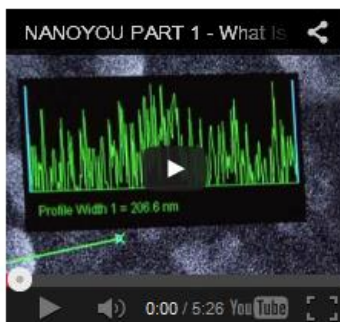 NANOYOU PART 1 - What Is
Profile Width 1 = 206.6 nm
0:00 / 5:26 YouTube